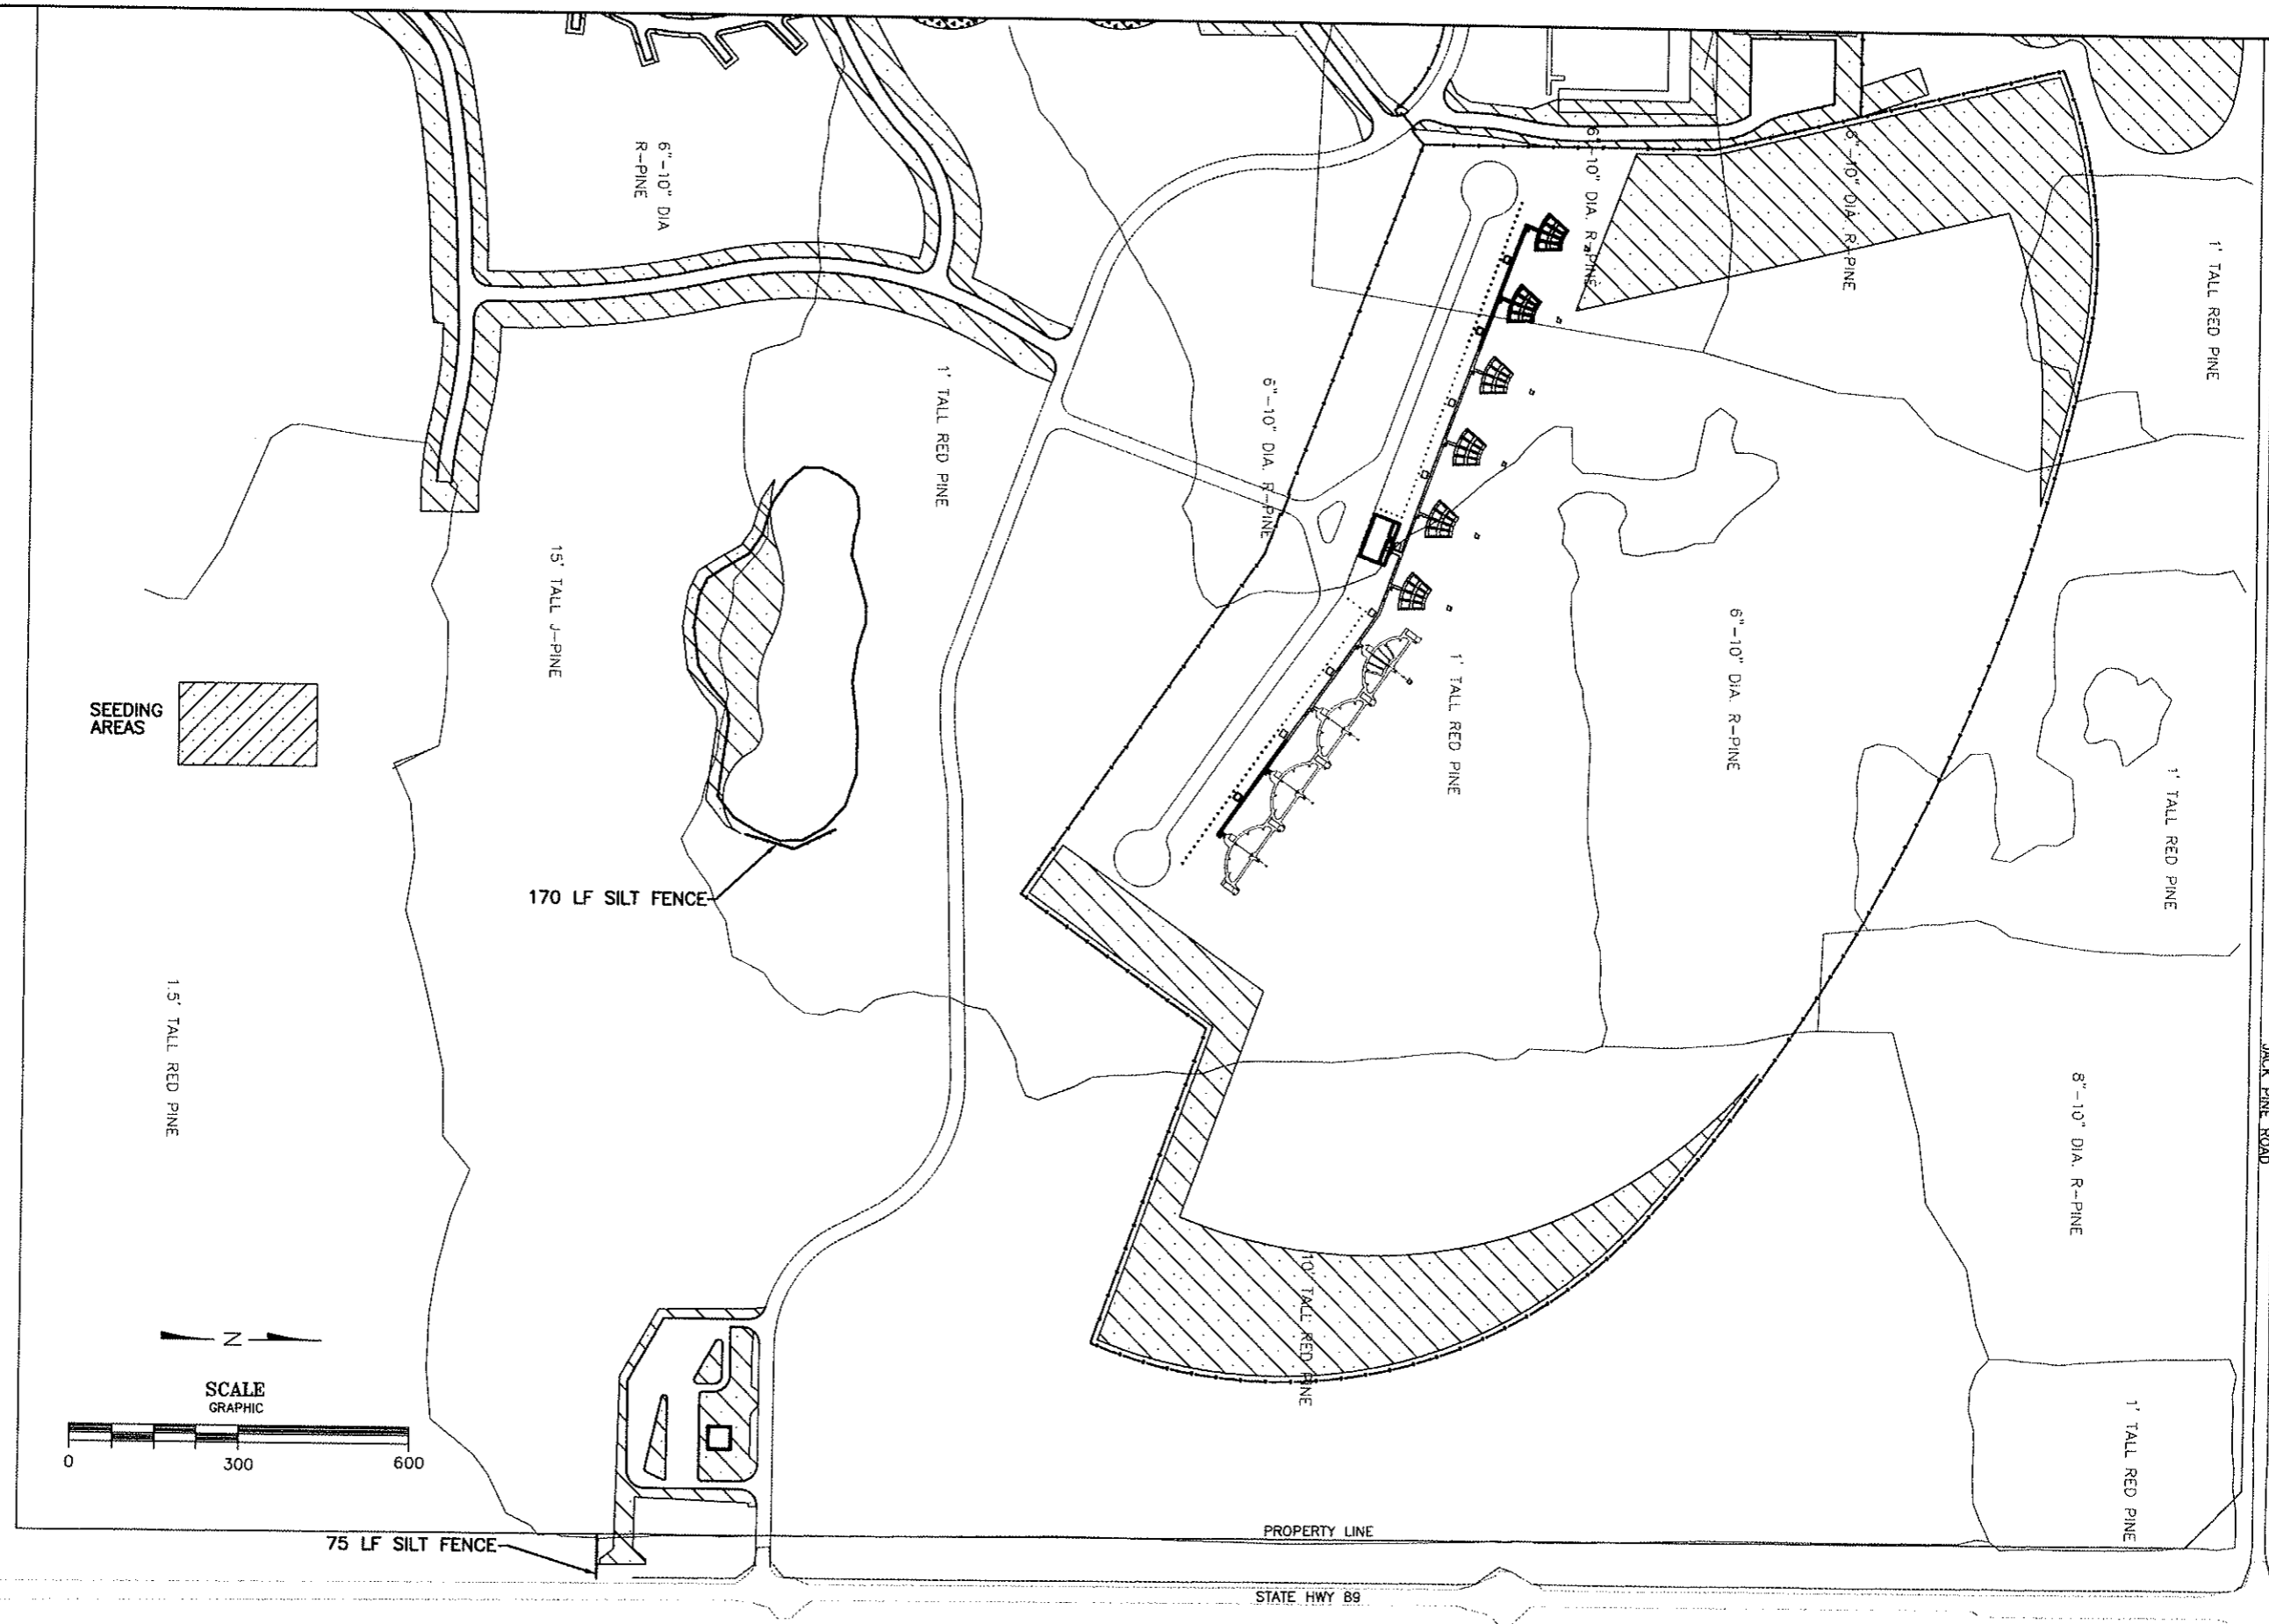 6"-10" DIA
R-PINE
6"-10" DIA. R-PINE
6"-10" DIA. R-PINE
1' TALL RED PINE
1' TALL RED PINE
6"-10" DIA. R-PINE
15' TALL J-PINE
6"-10" DIA. R-PINE
1' TALL RED PINE
SEEDING
AREAS
1' TALL RED PINE
170 LF SILT FENCE
1.5' TALL RED PINE
JACK PINE ROAD
8"-10" DIA. R-PINE
10' TALL RED PINE
N
SCALE
GRAPHIC
0 300 600
1' TALL RED PINE
PROPERTY LINE
75 LF SILT FENCE
STATE HWY 89